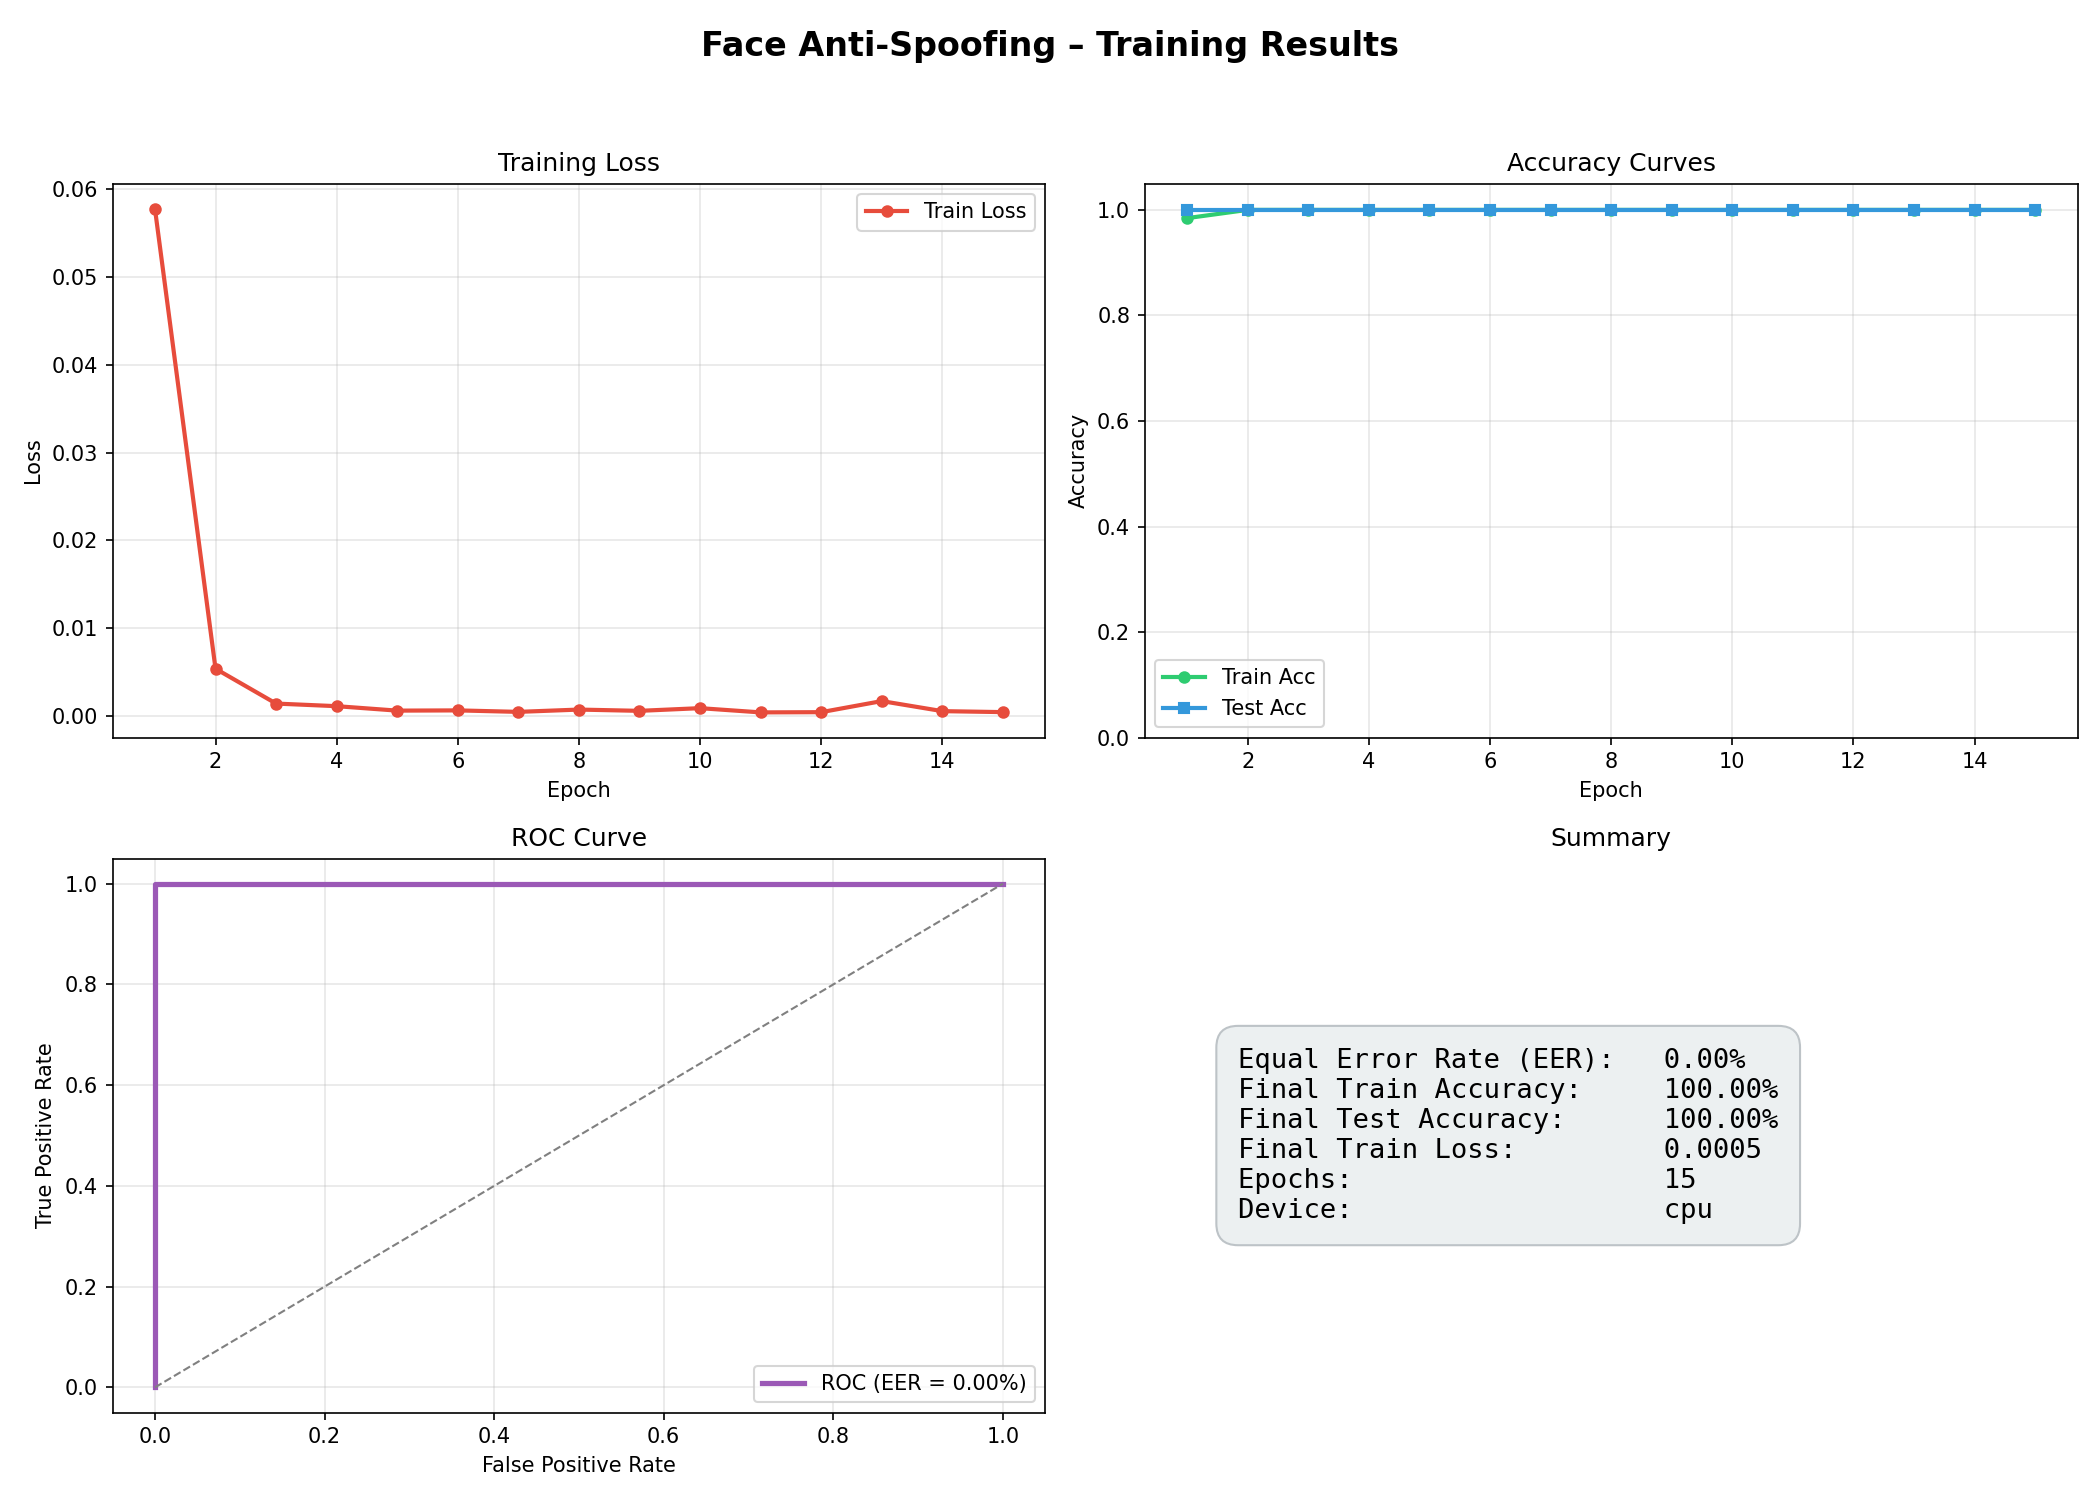 Face Anti-Spoofing – Training Results
Training Loss
0.06
0.05
0.04
0.03
0.02
0.01
0.00
Loss
Train Loss
2 4 6 8 10 12 14
Epoch
Accuracy Curves
1.0
0.8
0.6
0.4
0.2
0.0
Accuracy
Train Acc
Test Acc
2 4 6 8 10 12 14
Epoch
ROC Curve
1.0
0.8
0.6
0.4
0.2
0.0
True Positive Rate
ROC (EER = 0.00%)
0.0 0.2 0.4 0.6 0.8 1.0
False Positive Rate
Summary
Equal Error Rate (EER): 0.00%
Final Train Accuracy: 100.00%
Final Test Accuracy: 100.00%
Final Train Loss: 0.0005
Epochs: 15
Device: cpu